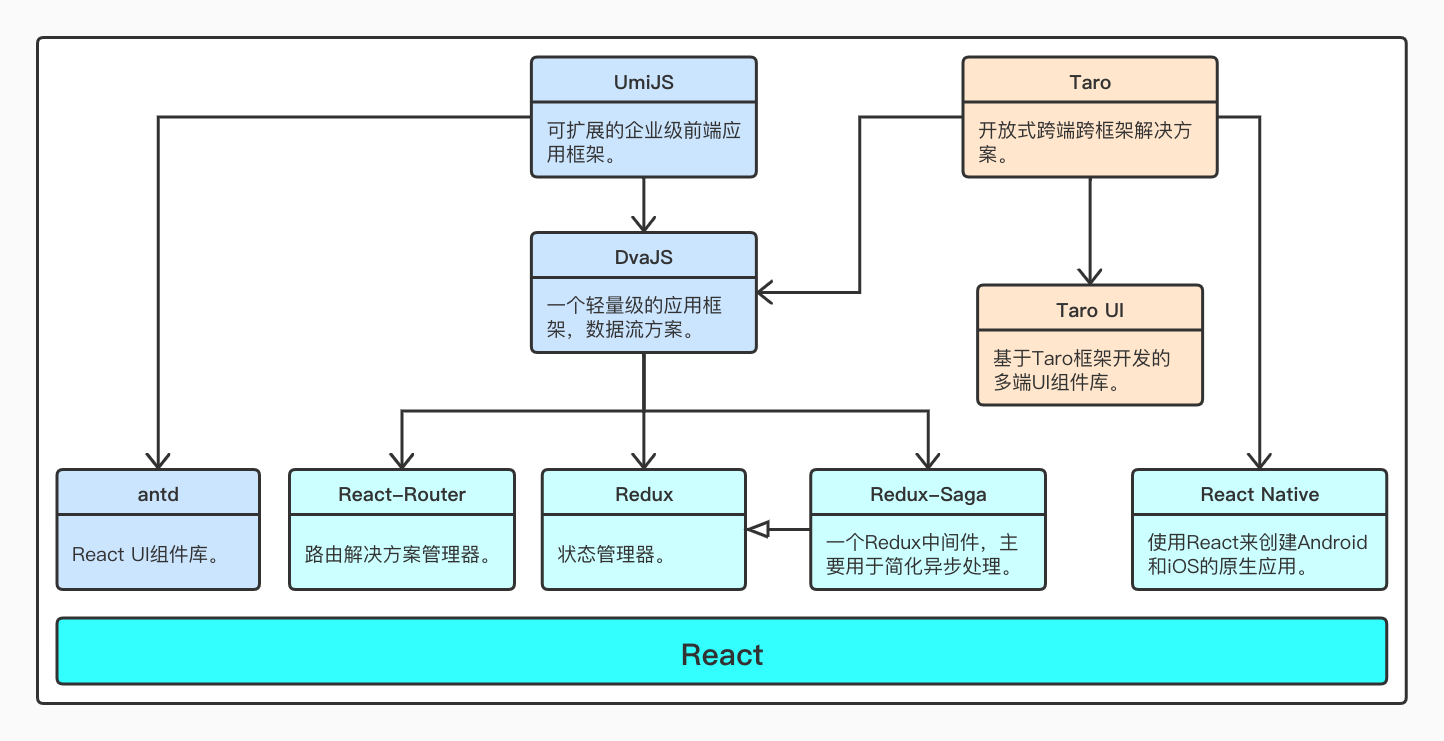 UmiJS
可扩展的企业级前端应
用框架。
Taro
开放式跨端跨框架解决方
案。
DvaJS
一个轻量级的应用框
架，数据流方案。
Taro UI
基于Taro框架开发的
多端UI组件库。
antd
React UI组件库。
React-Router
路由解决方案管理器。
Redux
状态管理器。
Redux-Saga
一个Redux中间件，主
要用于简化异步处理。
React Native
使用React来创建Android
和iOS的原生应用。
React